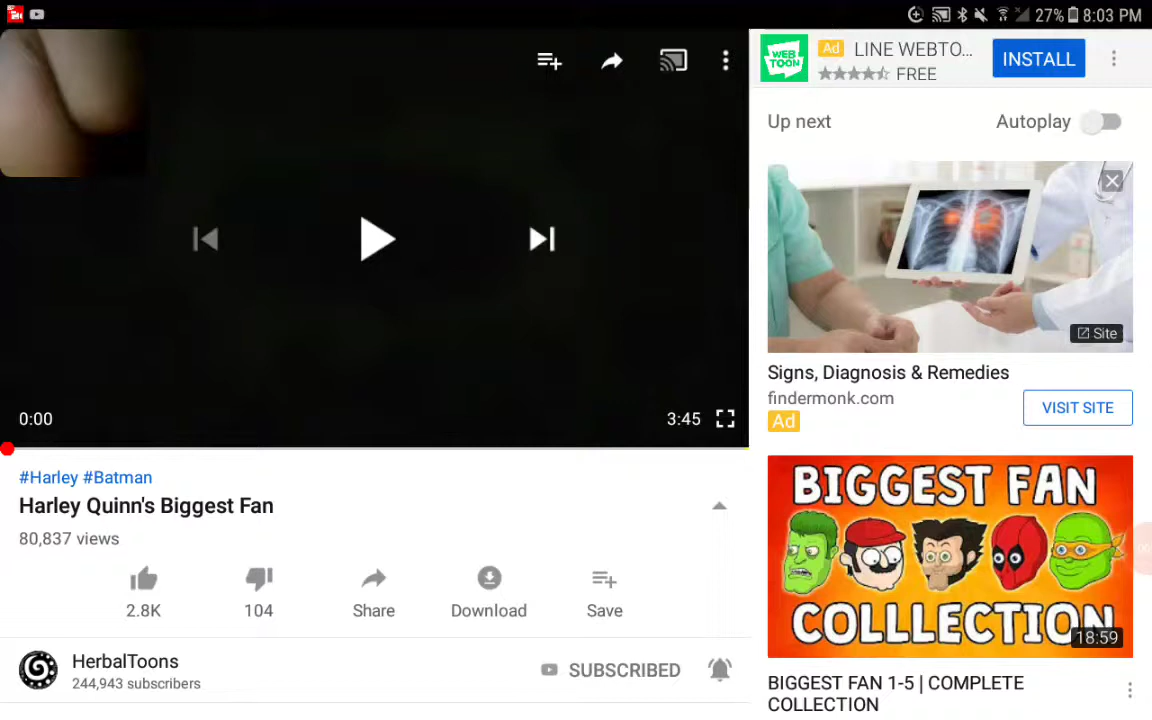 27% 8:03 PM
WEB TOON
Ad LINE WEBTO...
FREE
INSTALL
Up next
Autoplay
Site
0:00
3:45
Signs, Diagnosis & Remedies
findermonk.com
Ad
VISIT SITE
#Harley #Batman
Harley Quinn's Biggest Fan
80,837 views
2.8K
104
Share
Download
Save
HerbalToons
244,943 subscribers
SUBSCRIBED
BIGGEST FAN
COLLLECTION
18:59
BIGGEST FAN 1-5 | COMPLETE
COLLECTION